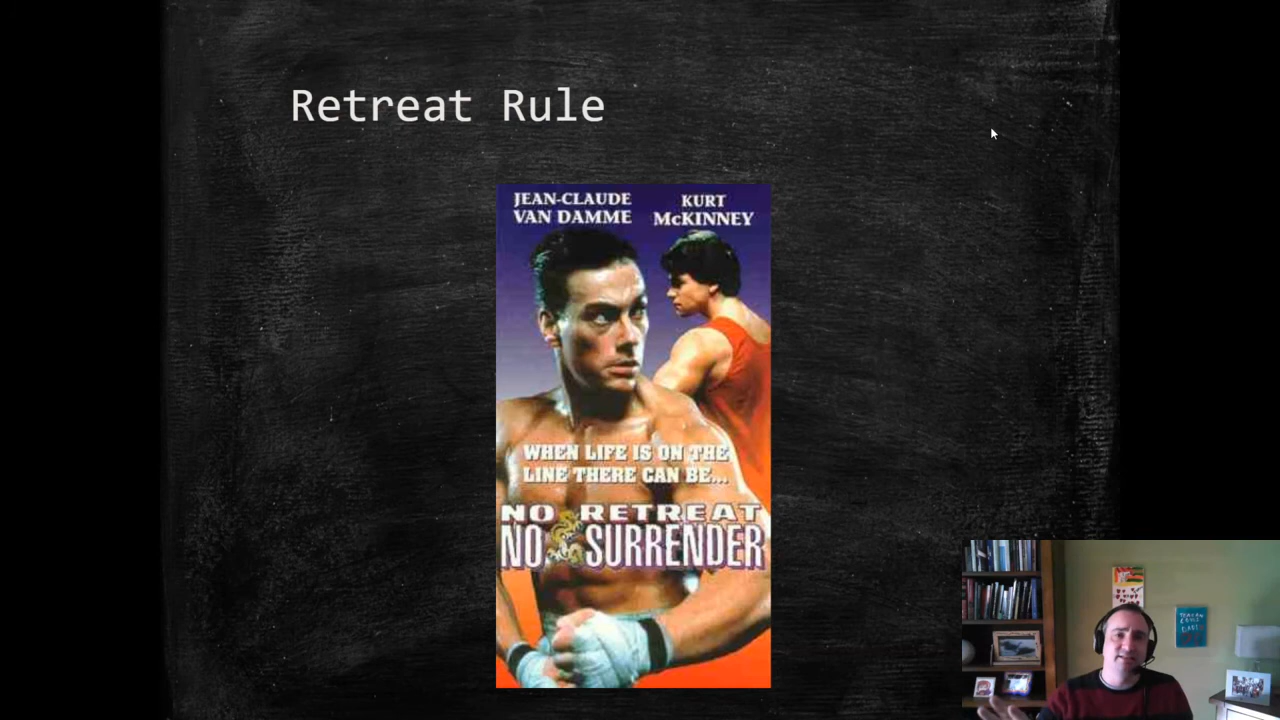 Retreat Rule
JEAN-CLAUDE
VAN DAMME
KURT
McKINNEY
WHEN LIFE IS ON THE
LINE THERE CAN BE...
NO RETREAT
NO SURRENDER